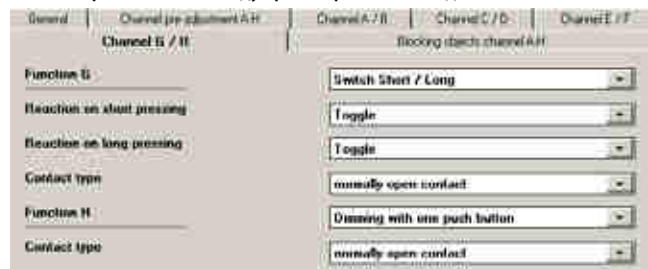 General Channel pre-adjustment A-H Channel A / B Channel C / D Channel E / F
Channel G / H Blocking objects channel A-H
Function G Switch Short / Long
Reaction on short pressing Toggle
Reaction on long pressing Toggle
Contact type normally open contact
Function H Dimming with one push button
Contact type normally open contact